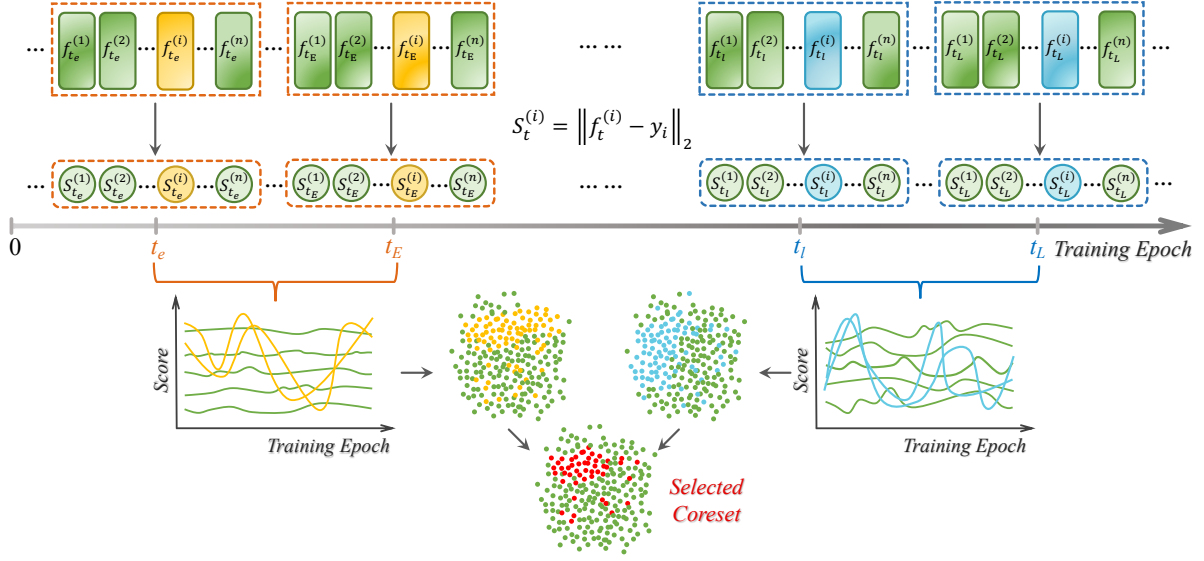 ... f_{t_e}^{(1)} f_{t_e}^{(2)} ... f_{t_e}^{(i)} ... f_{t_e}^{(n)} ... f_{t_E}^{(1)} f_{t_E}^{(2)} ... f_{t_E}^{(i)} ... f_{t_E}^{(n)} ... ... f_{t_l}^{(1)} f_{t_l}^{(2)} ... f_{t_l}^{(i)} ... f_{t_l}^{(n)} ... f_{t_L}^{(1)} f_{t_L}^{(2)} ... f_{t_L}^{(i)} ... f_{t_L}^{(n)} ...
S_t^{(i)} = ‖f_t^{(i)} − y_i‖_2
... S_{t_e}^{(1)} S_{t_e}^{(2)} ... S_{t_e}^{(i)} ... S_{t_e}^{(n)} ... S_{t_E}^{(1)} S_{t_E}^{(2)} ... S_{t_E}^{(i)} ... S_{t_E}^{(n)} ... ... S_{t_l}^{(1)} S_{t_l}^{(2)} ... S_{t_l}^{(i)} ... S_{t_l}^{(n)} ... S_{t_L}^{(1)} S_{t_L}^{(2)} ... S_{t_L}^{(i)} ... S_{t_L}^{(n)} ...
0 t_e t_E t_l t_L Training Epoch
Score
Training Epoch
Score
Training Epoch
Selected
Coreset